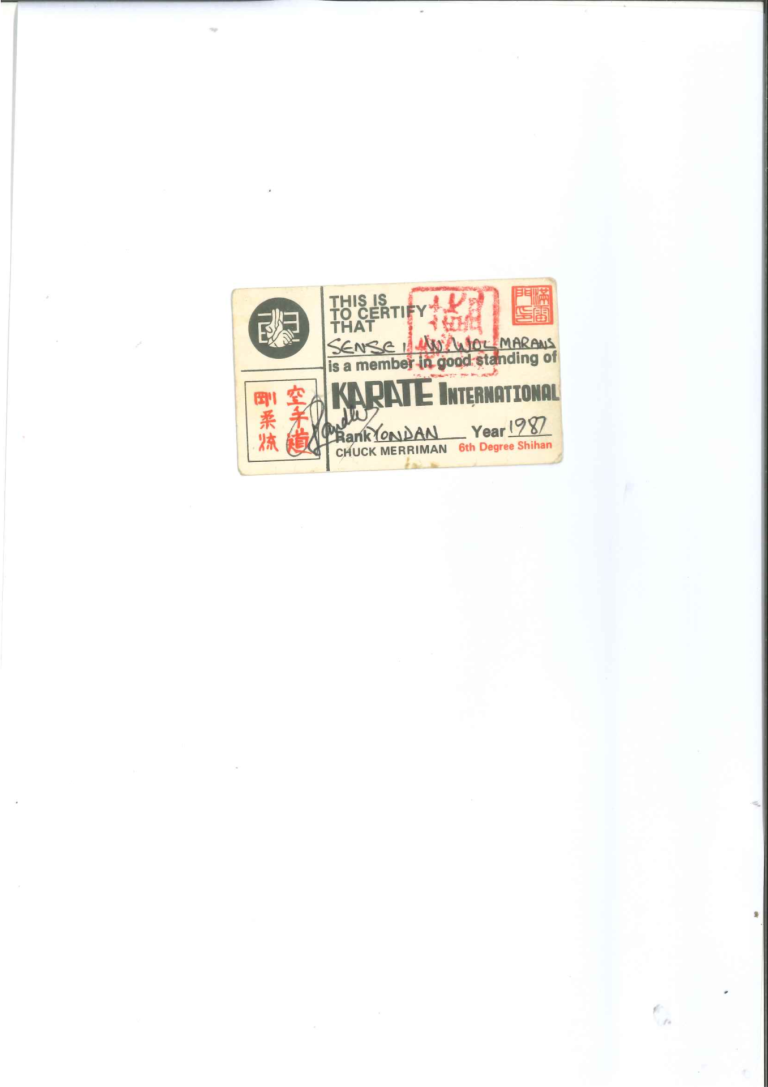 THIS IS
TO CERTIFY
THAT
SENSEI W. WOLMARANS
is a member in good standing of
KARATE INTERNATIONAL
空手道
剛柔流
Rank YONDAN Year 1987
CHUCK MERRIMAN 6th Degree Shihan